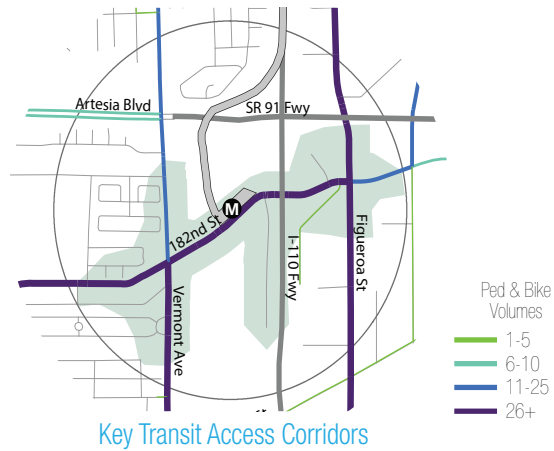 Artesia Blvd
SR 91 Fwy
M
182nd St
I-110 Fwy
Figueroa St
Vermont Ave
Ped & Bike
Volumes
1-5
6-10
11-25
26+
Key Transit Access Corridors